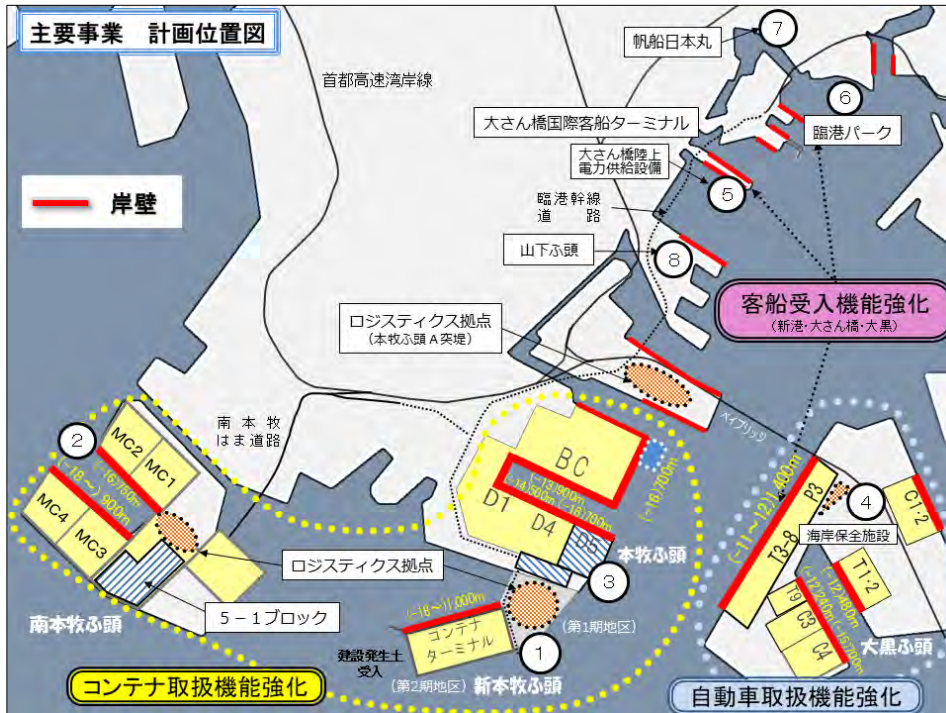 主要事業 計画位置図
岸壁
首都高速湾岸線
帆船日本丸
⑦
⑥
臨港パーク
大さん橋国際客船ターミナル
大さん橋陸上
電力供給設備
⑤
臨港幹線
道路
山下ふ頭
⑧
客船受入機能強化
(新港・大さん橋・大黒)
ロジスティクス拠点
(本牧ふ頭A突堤)
ベイブリッジ
南本牧
はま道路
②
MC2
MC1
(-16)750m
(-18~)900m
MC4
MC3
BC
(-13)900m
(-14)500m
(-16)700m
(-16)700m
D1
D4
D5
本牧ふ頭
③
ロジスティクス拠点
5-1ブロック
南本牧ふ頭
(-18~)1,000m
コンテナ
ターミナル
①
(第1期地区)
建設発生土
受入
(第2期地区)
新本牧ふ頭
コンテナ取扱機能強化
(-11~-12)1,400m
P3
T3-8
④
海岸保全施設
C1・2
T1・2
(-12)480m
(-12)240m
(-15)700m
T9
C3
C4
大黒ふ頭
自動車取扱機能強化